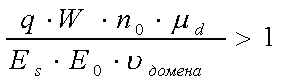 q · W · n₀ · μ_d / E_s · E₀ · υ_домена > 1